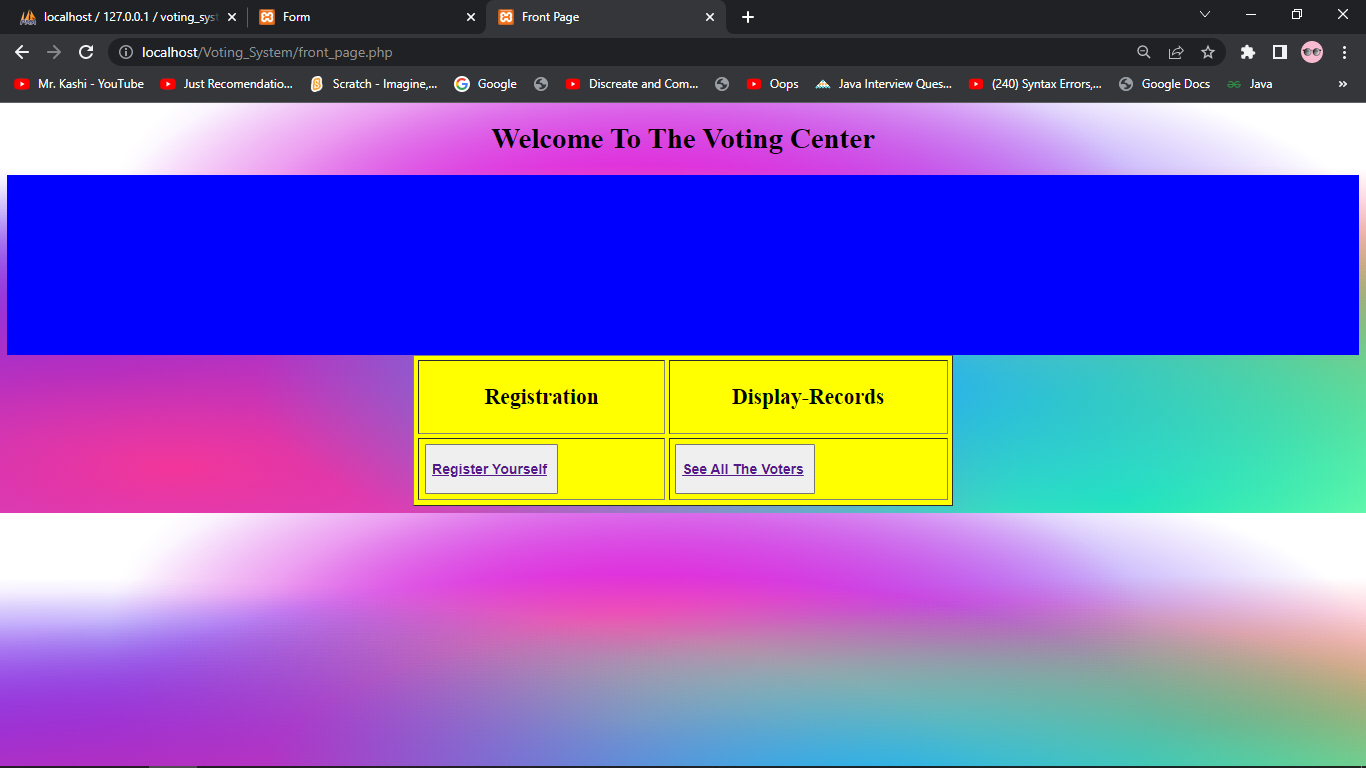 localhost / 127.0.0.1 / voting_syst
Form
Front Page
localhost/Voting_System/front_page.php
Mr. Kashi - YouTube
Just Recomendatio...
Scratch - Imagine,...
Google
Discreate and Com...
Oops
Java Interview Ques...
(240) Syntax Errors,...
Google Docs
Java
»
Welcome To The Voting Center
Registration
Display-Records
Register Yourself
See All The Voters